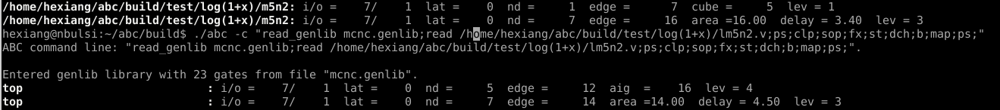 /home/hexiang/abc/build/test/log(1+x)/m5n2: i/o =    7/    1  lat =    0  nd =     1  edge =      7  cube =     5  lev = 1
/home/hexiang/abc/build/test/log(1+x)/m5n2: i/o =    7/    1  lat =    0  nd =     7  edge =     16  area =16.00  delay = 3.40  lev = 3
hexiang@nbulsi:~/abc/build$ ./abc -c "read_genlib mcnc.genlib;read /home/hexiang/abc/build/test/log(1+x)/lm5n2.v;ps;clp;sop;fx;st;dch;b;map;ps;"
ABC command line: "read_genlib mcnc.genlib;read /home/hexiang/abc/build/test/log(1+x)/lm5n2.v;ps;clp;sop;fx;st;dch;b;map;ps;".
Entered genlib library with 23 gates from file "mcnc.genlib".
top                           : i/o =    7/    1  lat =    0  nd =     5  edge =     12  aig  =    16  lev = 4
top                           : i/o =    7/    1  lat =    0  nd =     7  edge =     14  area =14.00  delay = 4.50  lev = 3